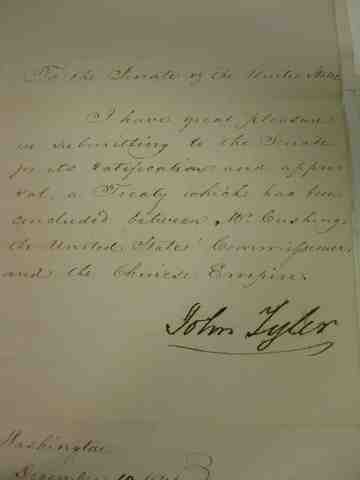 To the Senate of the United States
I have great pleasure
in submitting to the Senate
for its ratification and appro-
val, a Treaty which has been
concluded between Mr. Cushing
the United States' Commissioner,
and the Chinese Empire.
John Tyler
Washington
December 10